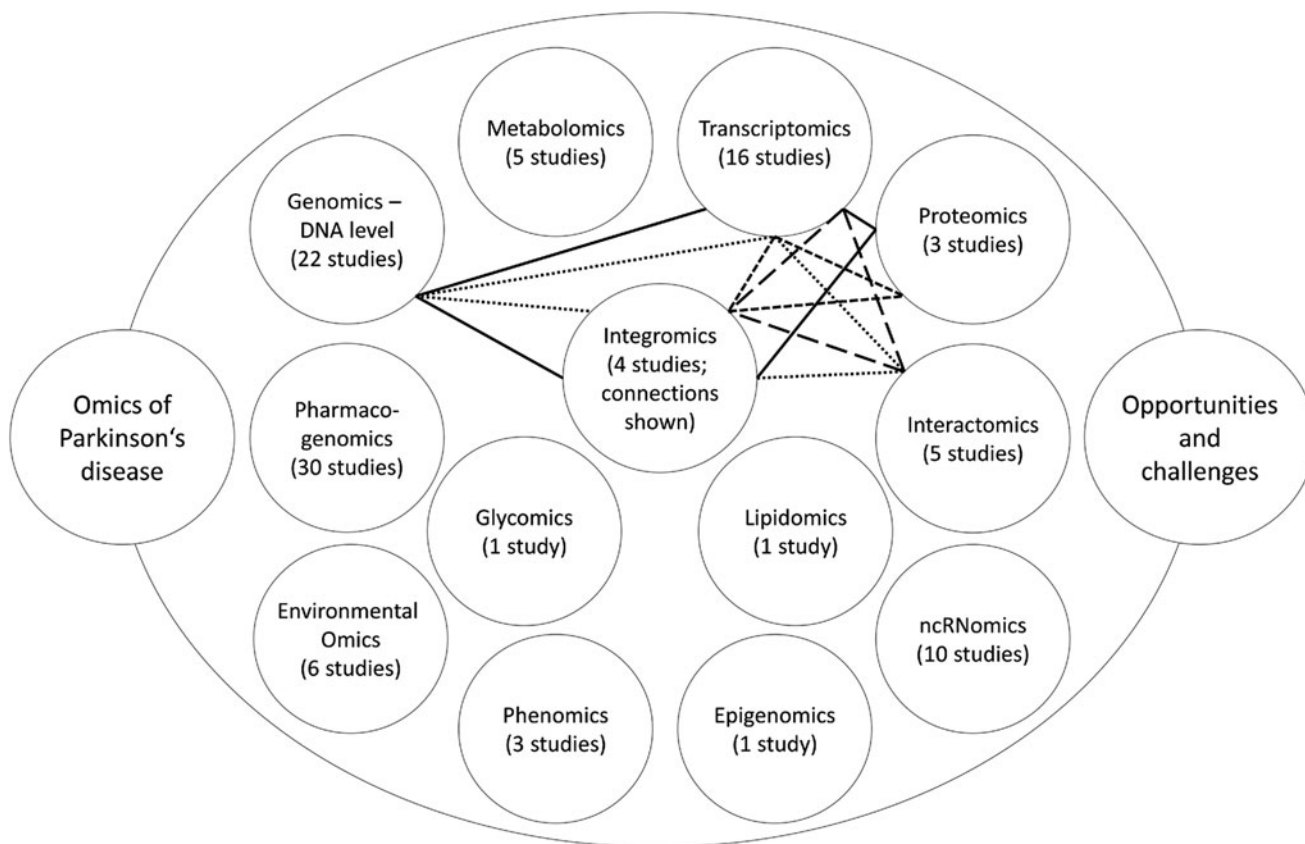 Metabolomics
(5 studies)
Transcriptomics
(16 studies)
Genomics –
DNA level
(22 studies)
Proteomics
(3 studies)
Integromics
(4 studies;
connections
shown)
Omics of
Parkinson‘s
disease
Pharmaco-
genomics
(30 studies)
Interactomics
(5 studies)
Opportunities
and
challenges
Glycomics
(1 study)
Lipidomics
(1 study)
Environmental
Omics
(6 studies)
ncRNomics
(10 studies)
Phenomics
(3 studies)
Epigenomics
(1 study)